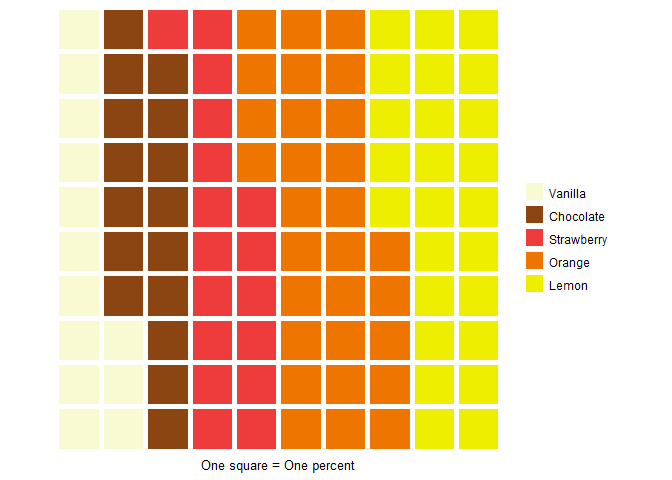 Vanilla
Chocolate
Strawberry
Orange
Lemon
One square = One percent